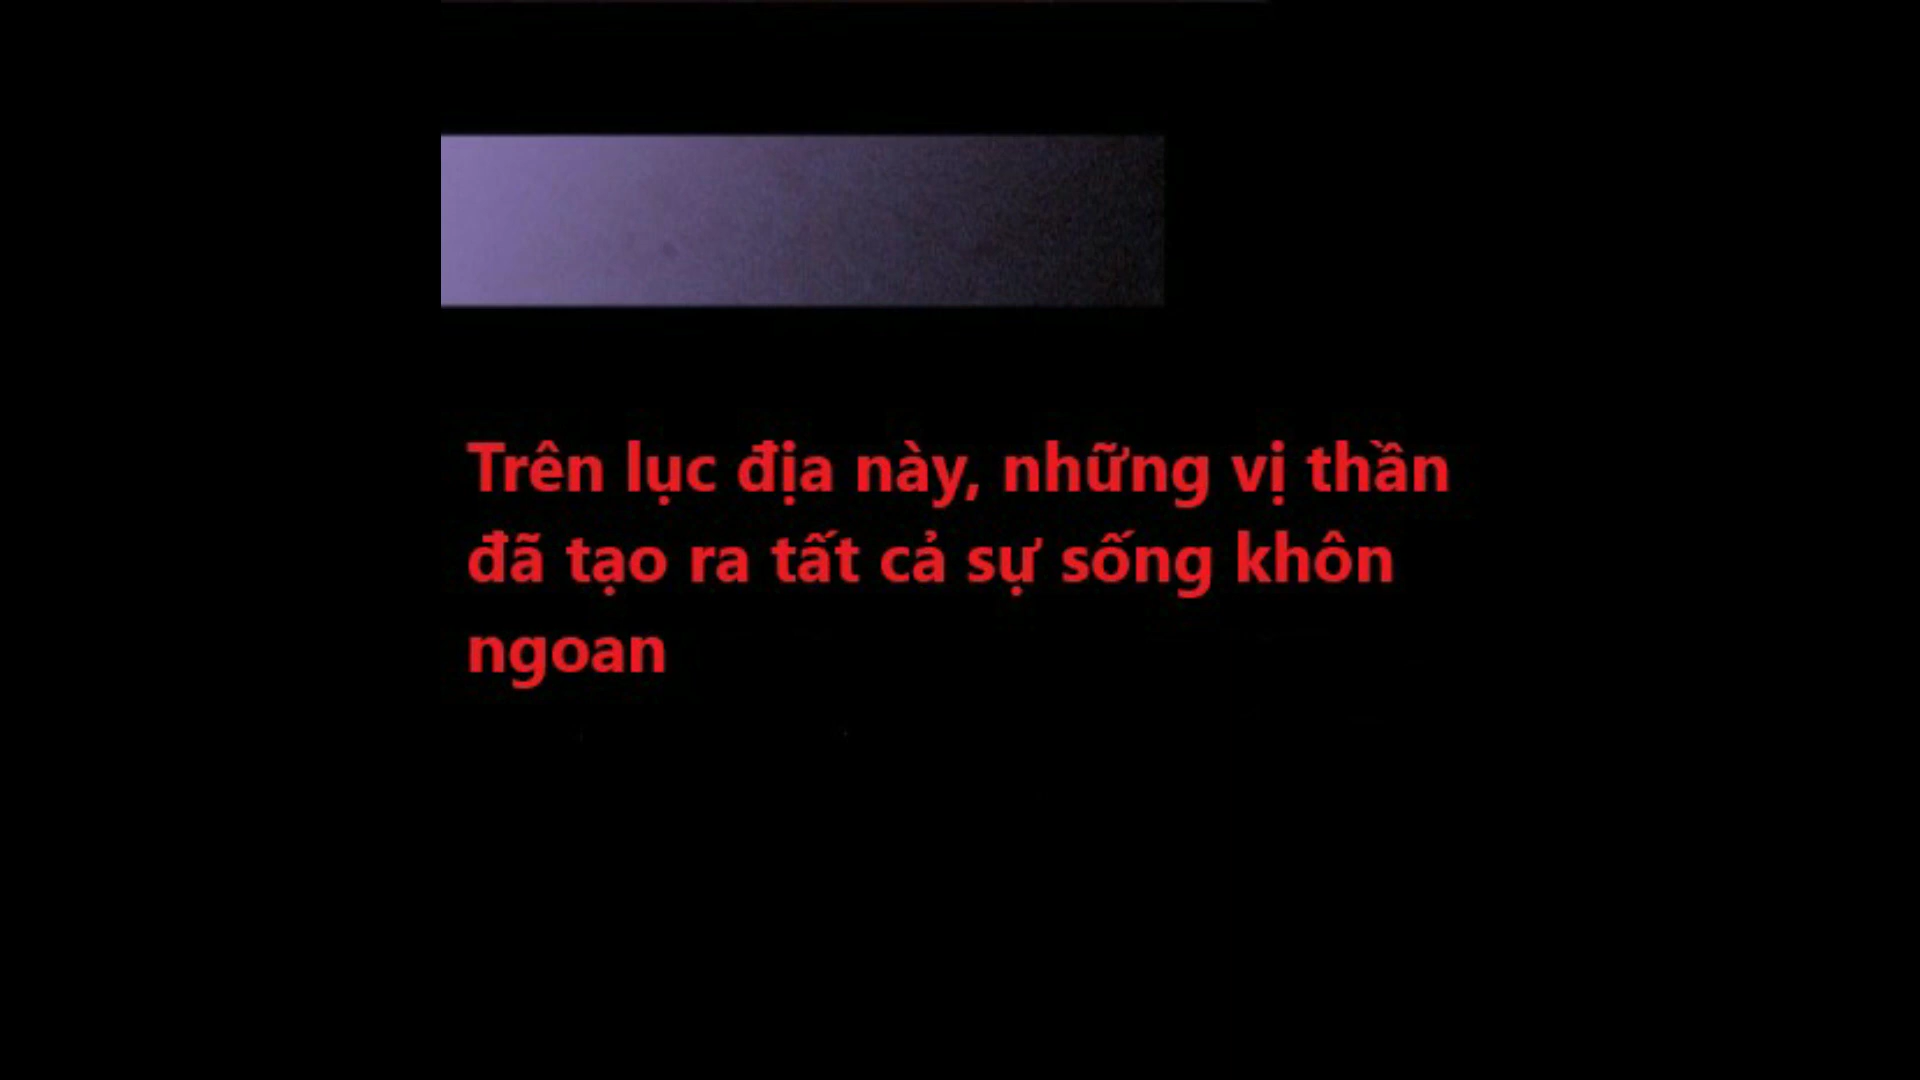 Trên lục địa này, những vị thần
đã tạo ra tất cả sự sống khôn
ngoan